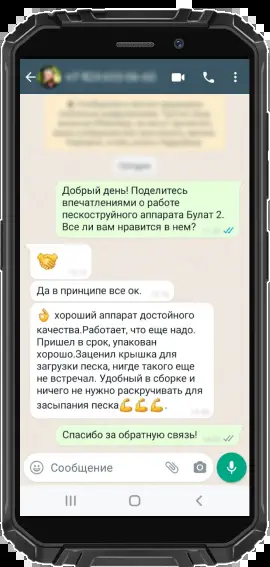 Добрый день! Поделитесь
впечатлениями о работе
пескоструйного аппарата Булат 2.
Все ли вам нравится в нем?
Да в принципе все ок.
👌 хороший аппарат достойного
качества.Работает, что еще надо.
Пришел в срок, упакован
хорошо.Заценил крышка для
загрузки песка, нигде такого еще
не встречал. Удобный в сборке и
ничего не нужно раскручивать для
засыпания песка💪💪💪.
Спасибо за обратную связь!
Сообщение